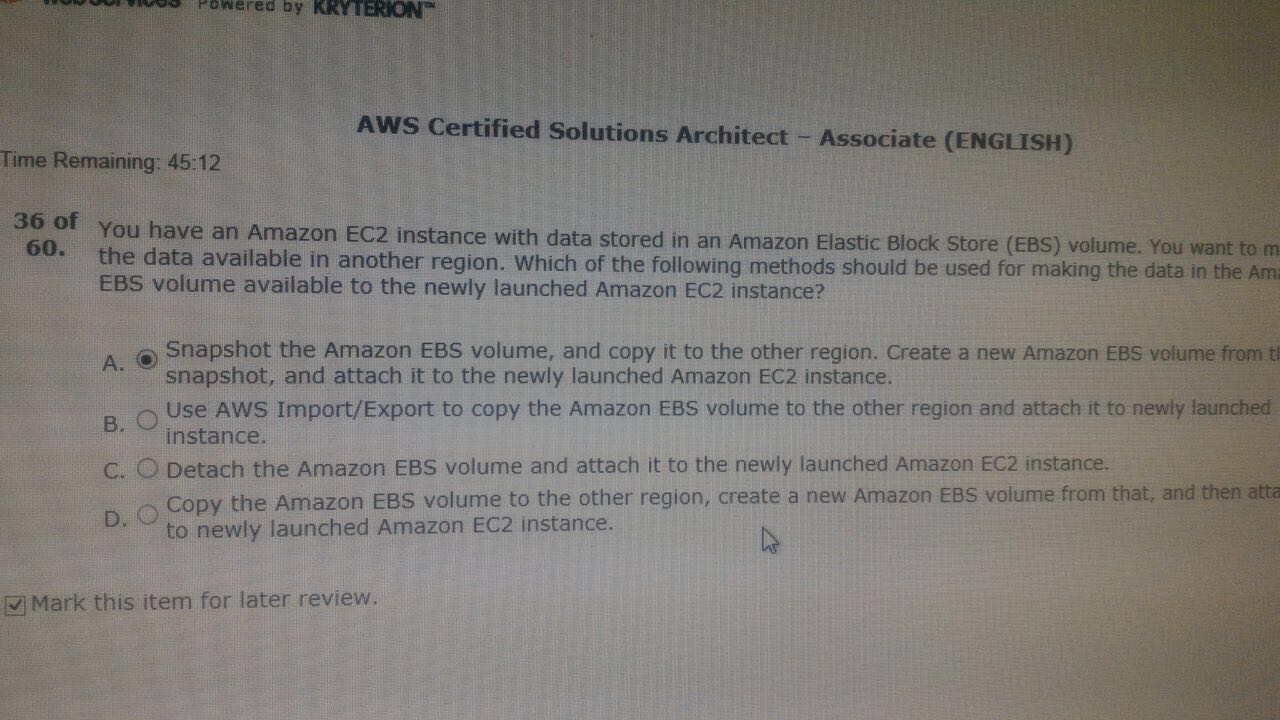 Powered by KRYTERION™
AWS Certified Solutions Architect – Associate (ENGLISH)
Time Remaining: 45:12
36 of 60.
You have an Amazon EC2 instance with data stored in an Amazon Elastic Block Store (EBS) volume. You want to
the data available in another region. Which of the following methods should be used for making the data in the
EBS volume available to the newly launched Amazon EC2 instance?
A. Snapshot the Amazon EBS volume, and copy it to the other region. Create a new Amazon EBS volume from
snapshot, and attach it to the newly launched Amazon EC2 instance.
B. Use AWS Import/Export to copy the Amazon EBS volume to the other region and attach it to newly launched
instance.
C. Detach the Amazon EBS volume and attach it to the newly launched Amazon EC2 instance.
D. Copy the Amazon EBS volume to the other region, create a new Amazon EBS volume from that, and then
to newly launched Amazon EC2 instance.
Mark this item for later review.